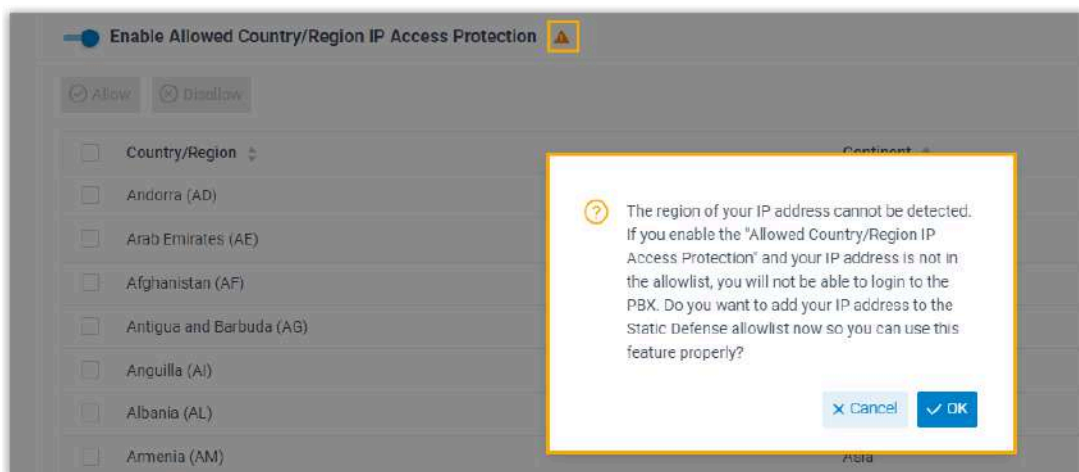 Enable Allowed Country/Region IP Access Protection
Allow Disallow
Country/Region Continent
Andorra (AD)
Arab Emirates (AE)
Afghanistan (AF)
Antigua and Barbuda (AG)
Anguilla (AI)
Albania (AL)
Armenia (AM) Asia
The region of your IP address cannot be detected.
If you enable the "Allowed Country/Region IP
Access Protection" and your IP address is not in
the allowlist, you will not be able to login to the
PBX. Do you want to add your IP address to the
Static Defense allowlist now so you can use this
feature properly?
Cancel OK